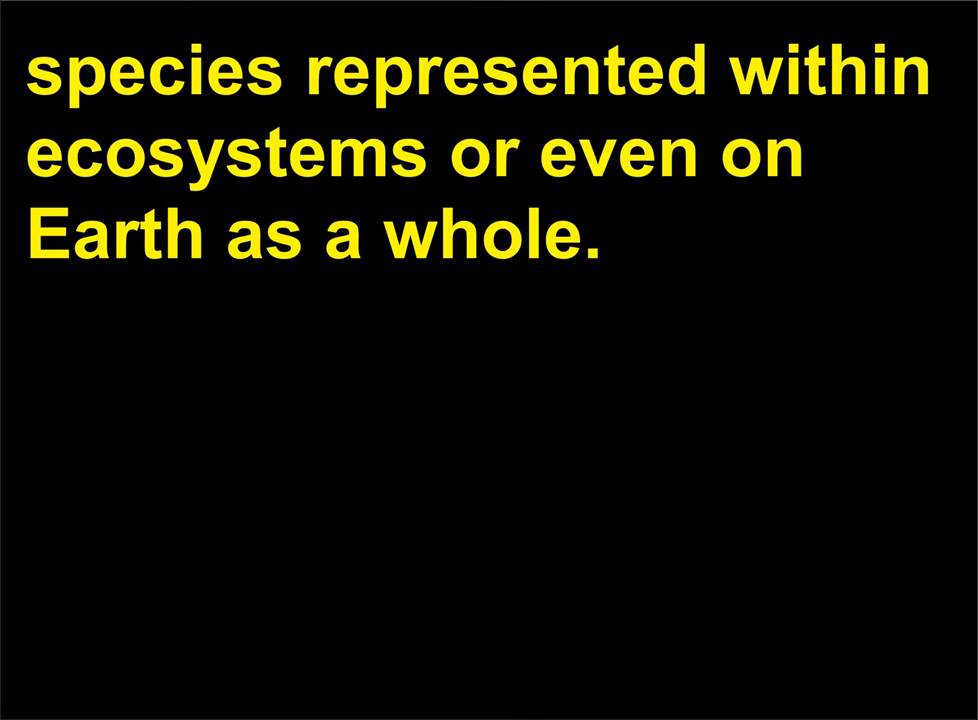 species represented within
ecosystems or even on
Earth as a whole.